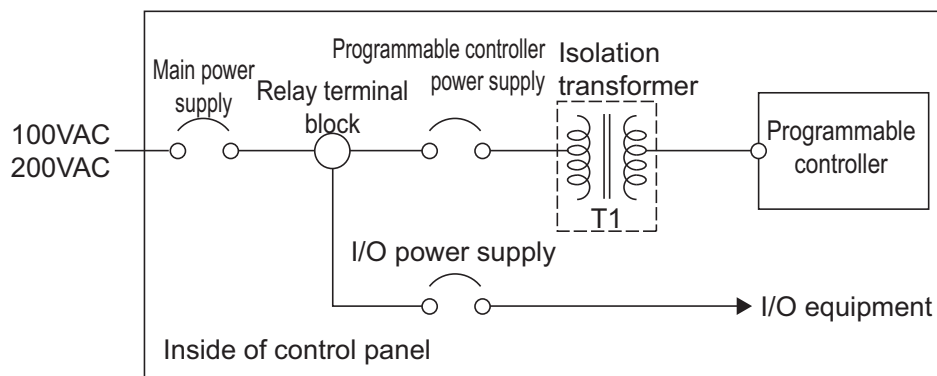 Main power
supply
Relay terminal
block
Programmable controller
power supply
Isolation
transformer
100VAC
200VAC
Programmable
controller
T1
I/O power supply
I/O equipment
Inside of control panel